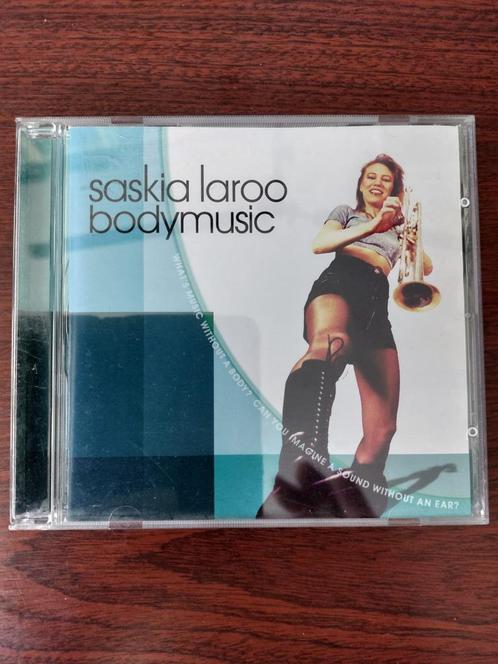 saskia laroo
bodymusic
WHAT'S MUSIC WITHOUT A BODY? CAN YOU IMAGINE A SOUND WITHOUT AN EAR?